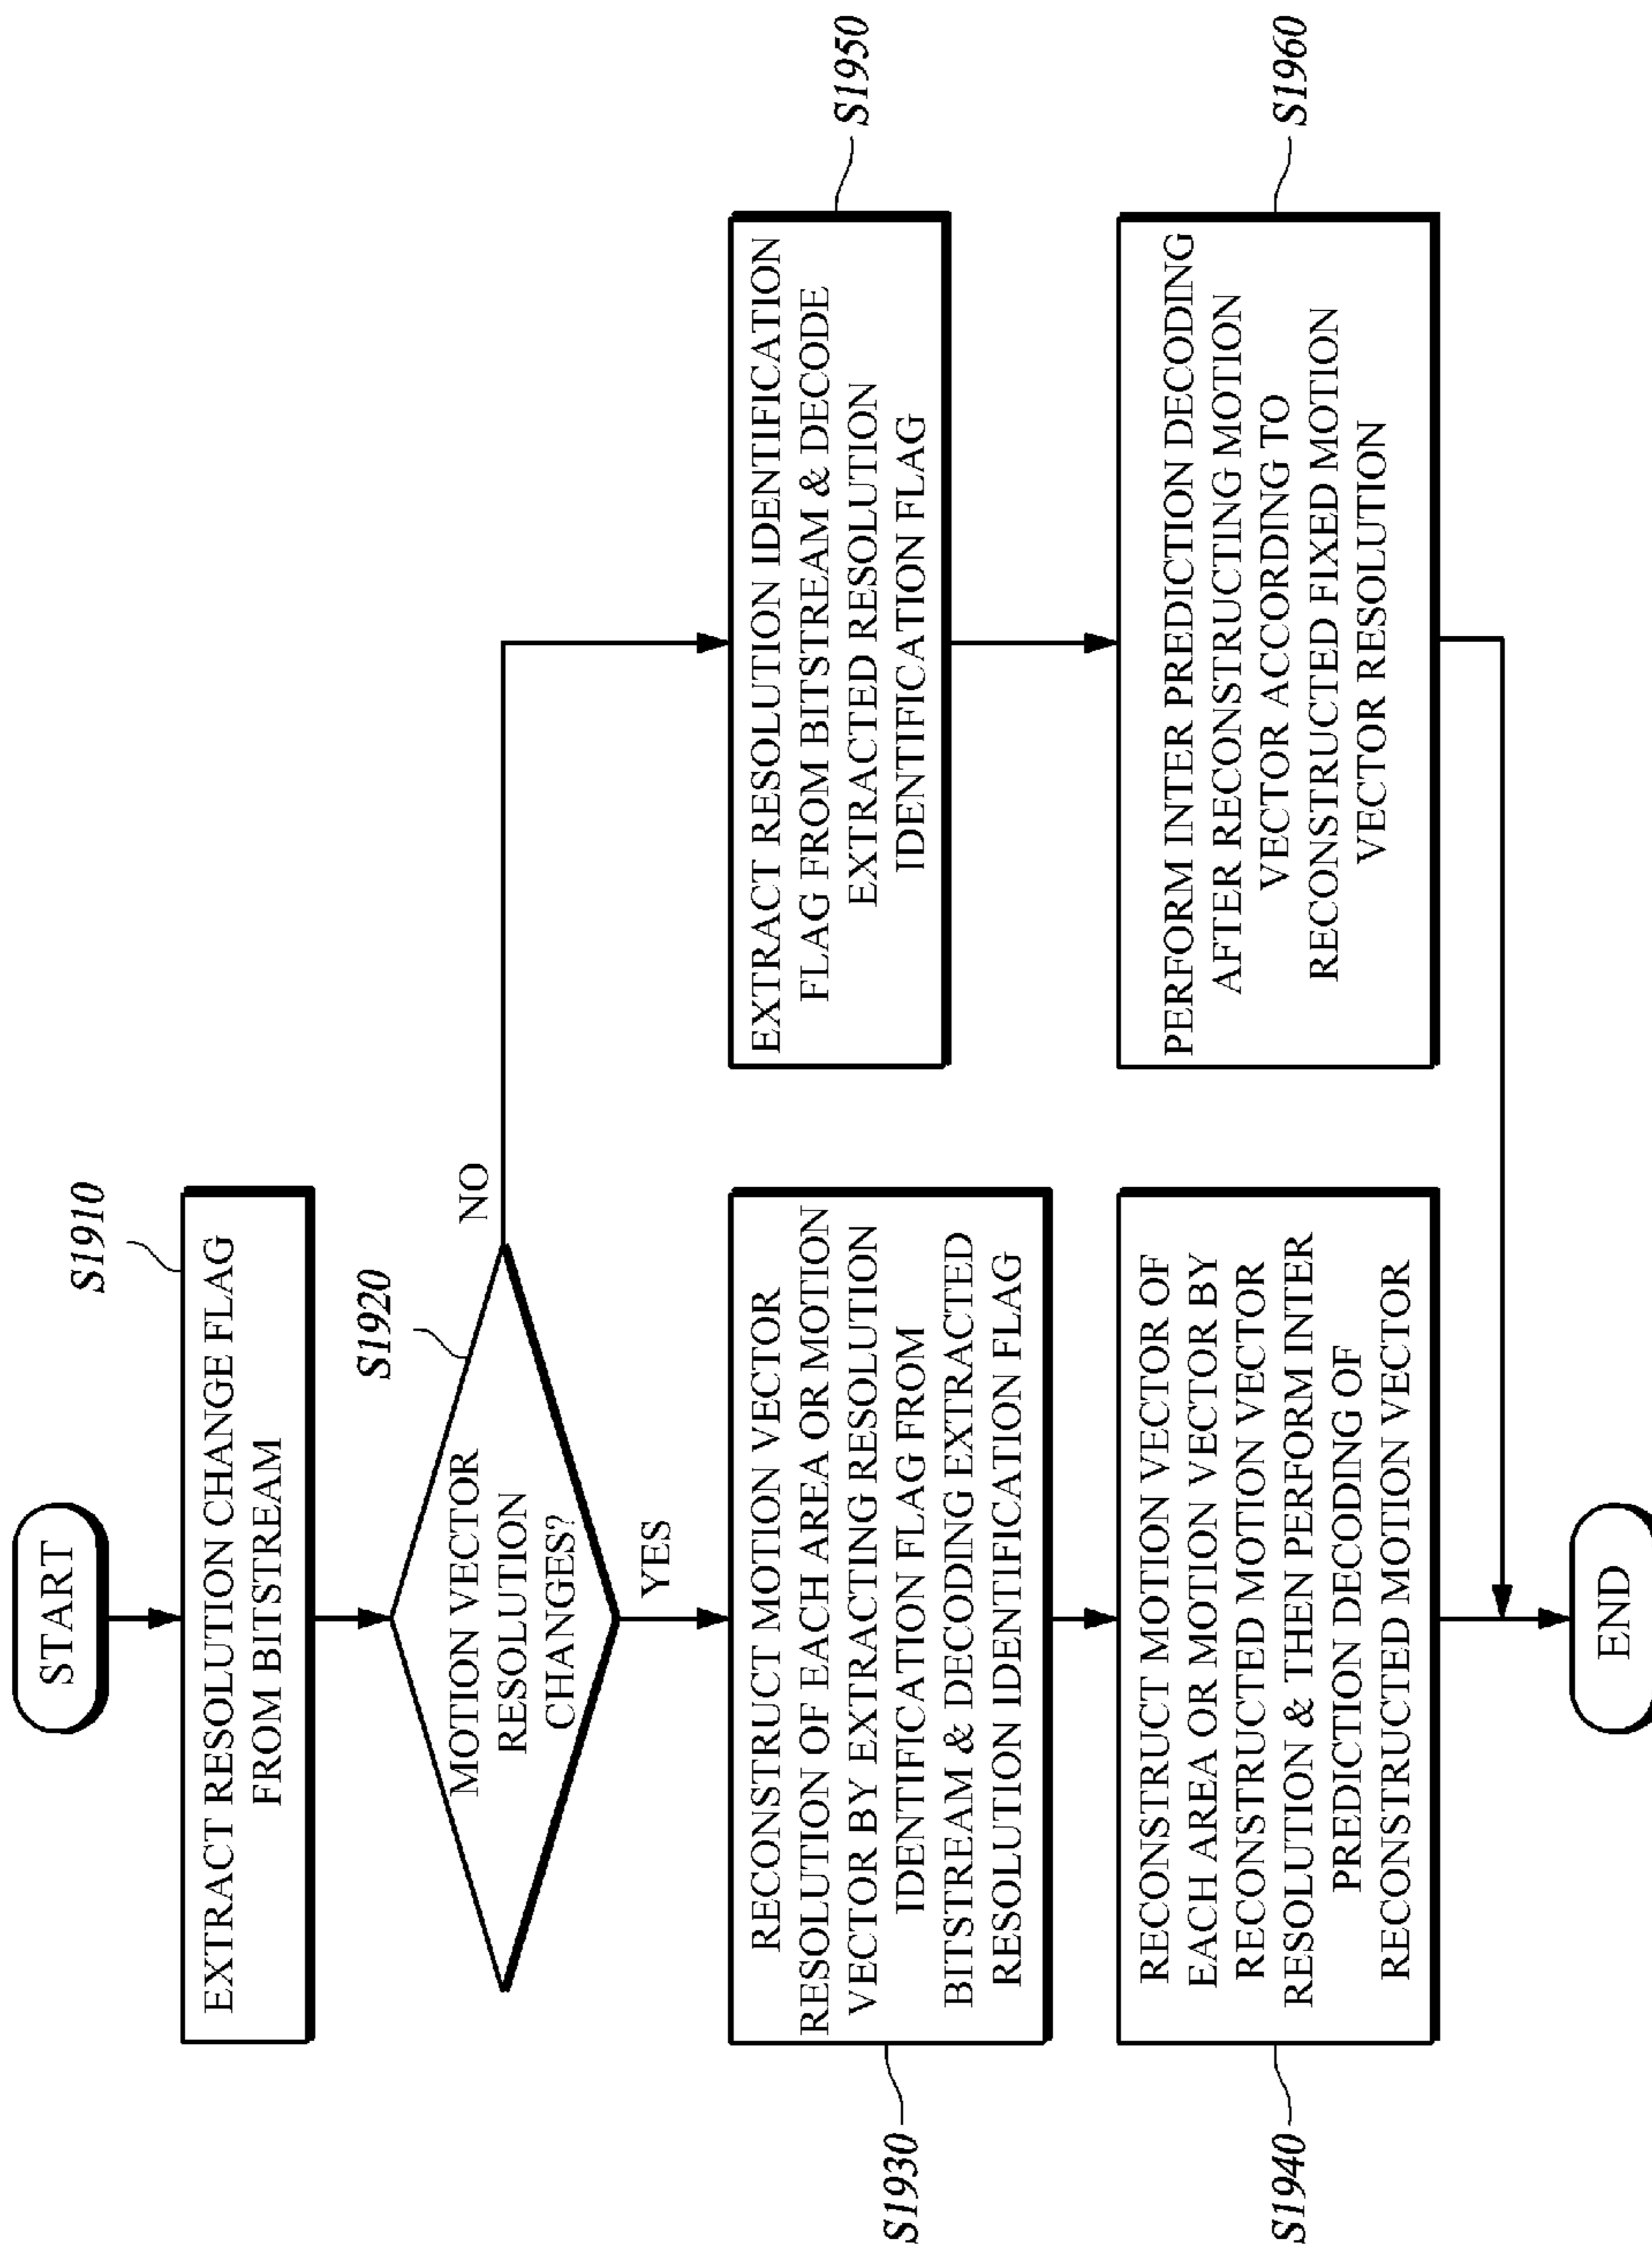 START
S1910
EXTRACT RESOLUTION CHANGE FLAG
FROM BITSTREAM
S1920
MOTION VECTOR
RESOLUTION
CHANGES?
NO
YES
RECONSTRUCT MOTION VECTOR
RESOLUTION OF EACH AREA OR MOTION
VECTOR BY EXTRACTING RESOLUTION
IDENTIFICATION FLAG FROM
BITSTREAM & DECODING EXTRACTED
RESOLUTION IDENTIFICATION FLAG
S1930
EXTRACT RESOLUTION IDENTIFICATION
FLAG FROM BITSTREAM & DECODE
EXTRACTED RESOLUTION
IDENTIFICATION FLAG
S1950
RECONSTRUCT MOTION VECTOR OF
EACH AREA OR MOTION VECTOR BY
RECONSTRUCTED MOTION VECTOR
RESOLUTION & THEN PERFORM INTER
PREDICTION DECODING OF
RECONSTRUCTED MOTION VECTOR
S1940
PERFORM INTER PREDICTION DECODING
AFTER RECONSTRUCTING MOTION
VECTOR ACCORDING TO
RECONSTRUCTED FIXED MOTION
VECTOR RESOLUTION
S1960
END